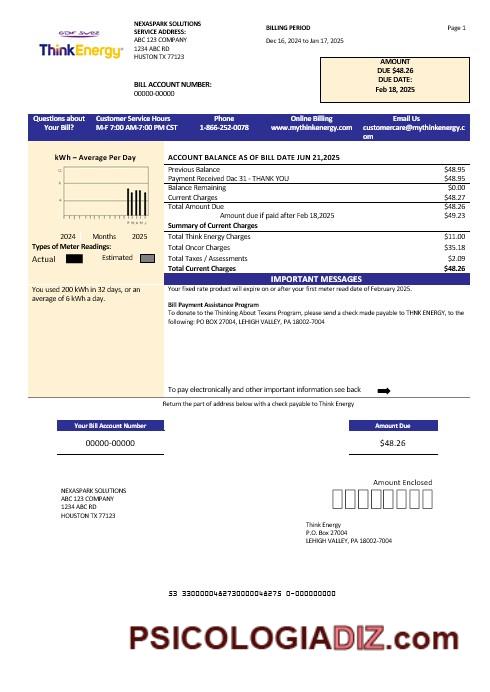 NEXASPARK SOLUTIONS
SERVICE ADDRESS:
ABC 123 COMPANY
1234 ABC RD
HUSTON TX 77123
BILLING PERIOD
Page 1
Dec 16, 2024 to Jan 17, 2025
GDF SUEZ
ThinkEnergy
AMOUNT
DUE $48.26
DUE DATE:
Feb 18, 2025
BILL ACCOUNT NUMBER:
00000-00000
Questions about Your Bill?
Customer Service Hours
M-F 7:00 AM-7:00 PM CST
Phone
1-866-252-0078
Online Billing
www.mythinkenergy.com
Email Us
customercare@mythinkenergy.c
om
kWh – Average Per Day
2024 Months 2025
Types of Meter Readings:
Actual Estimated
You used 200 kWh in 32 days, or an
average of 6 kWh a day.
ACCOUNT BALANCE AS OF BILL DATE JUN 21,2025
Previous Balance $48.95
Payment Received Dac 31 - THANK YOU $48.95
Balance Remaining $0.00
Current Charges $48.27
Total Amount Due $48.26
Amount due if paid after Feb 18,2025 $49.23
Summary of Current Charges
Total Think Energy Charges $11.00
Total Oncor Charges $35.18
Total Taxes / Assessments $2.09
Total Current Charges $48.26
IMPORTANT MESSAGES
Your fixed rate product will expire on or after your first meter read date of February 2025.
Bill Payment Assistance Program
To donate to the Thinking About Texans Program, please send a check made payable to THNK ENERGY, to the
following: PO BOX 27004, LEHIGH VALLEY, PA 18002-7004
To pay electronically and other important information see back
Return the part of address below with a check payable to Think Energy
Your Bill Account Number
00000-00000
Amount Due
$48.26
NEXASPARK SOLUTIONS
ABC 123 COMPANY
1234 ABC RD
HOUSTON TX 77123
Amount Enclosed
Think Energy
P.O. Box 27004
LEHIGH VALLEY, PA 18002-7004
53 3300000482730000048275 0-000000000
PSICOLOGIADIZ.com